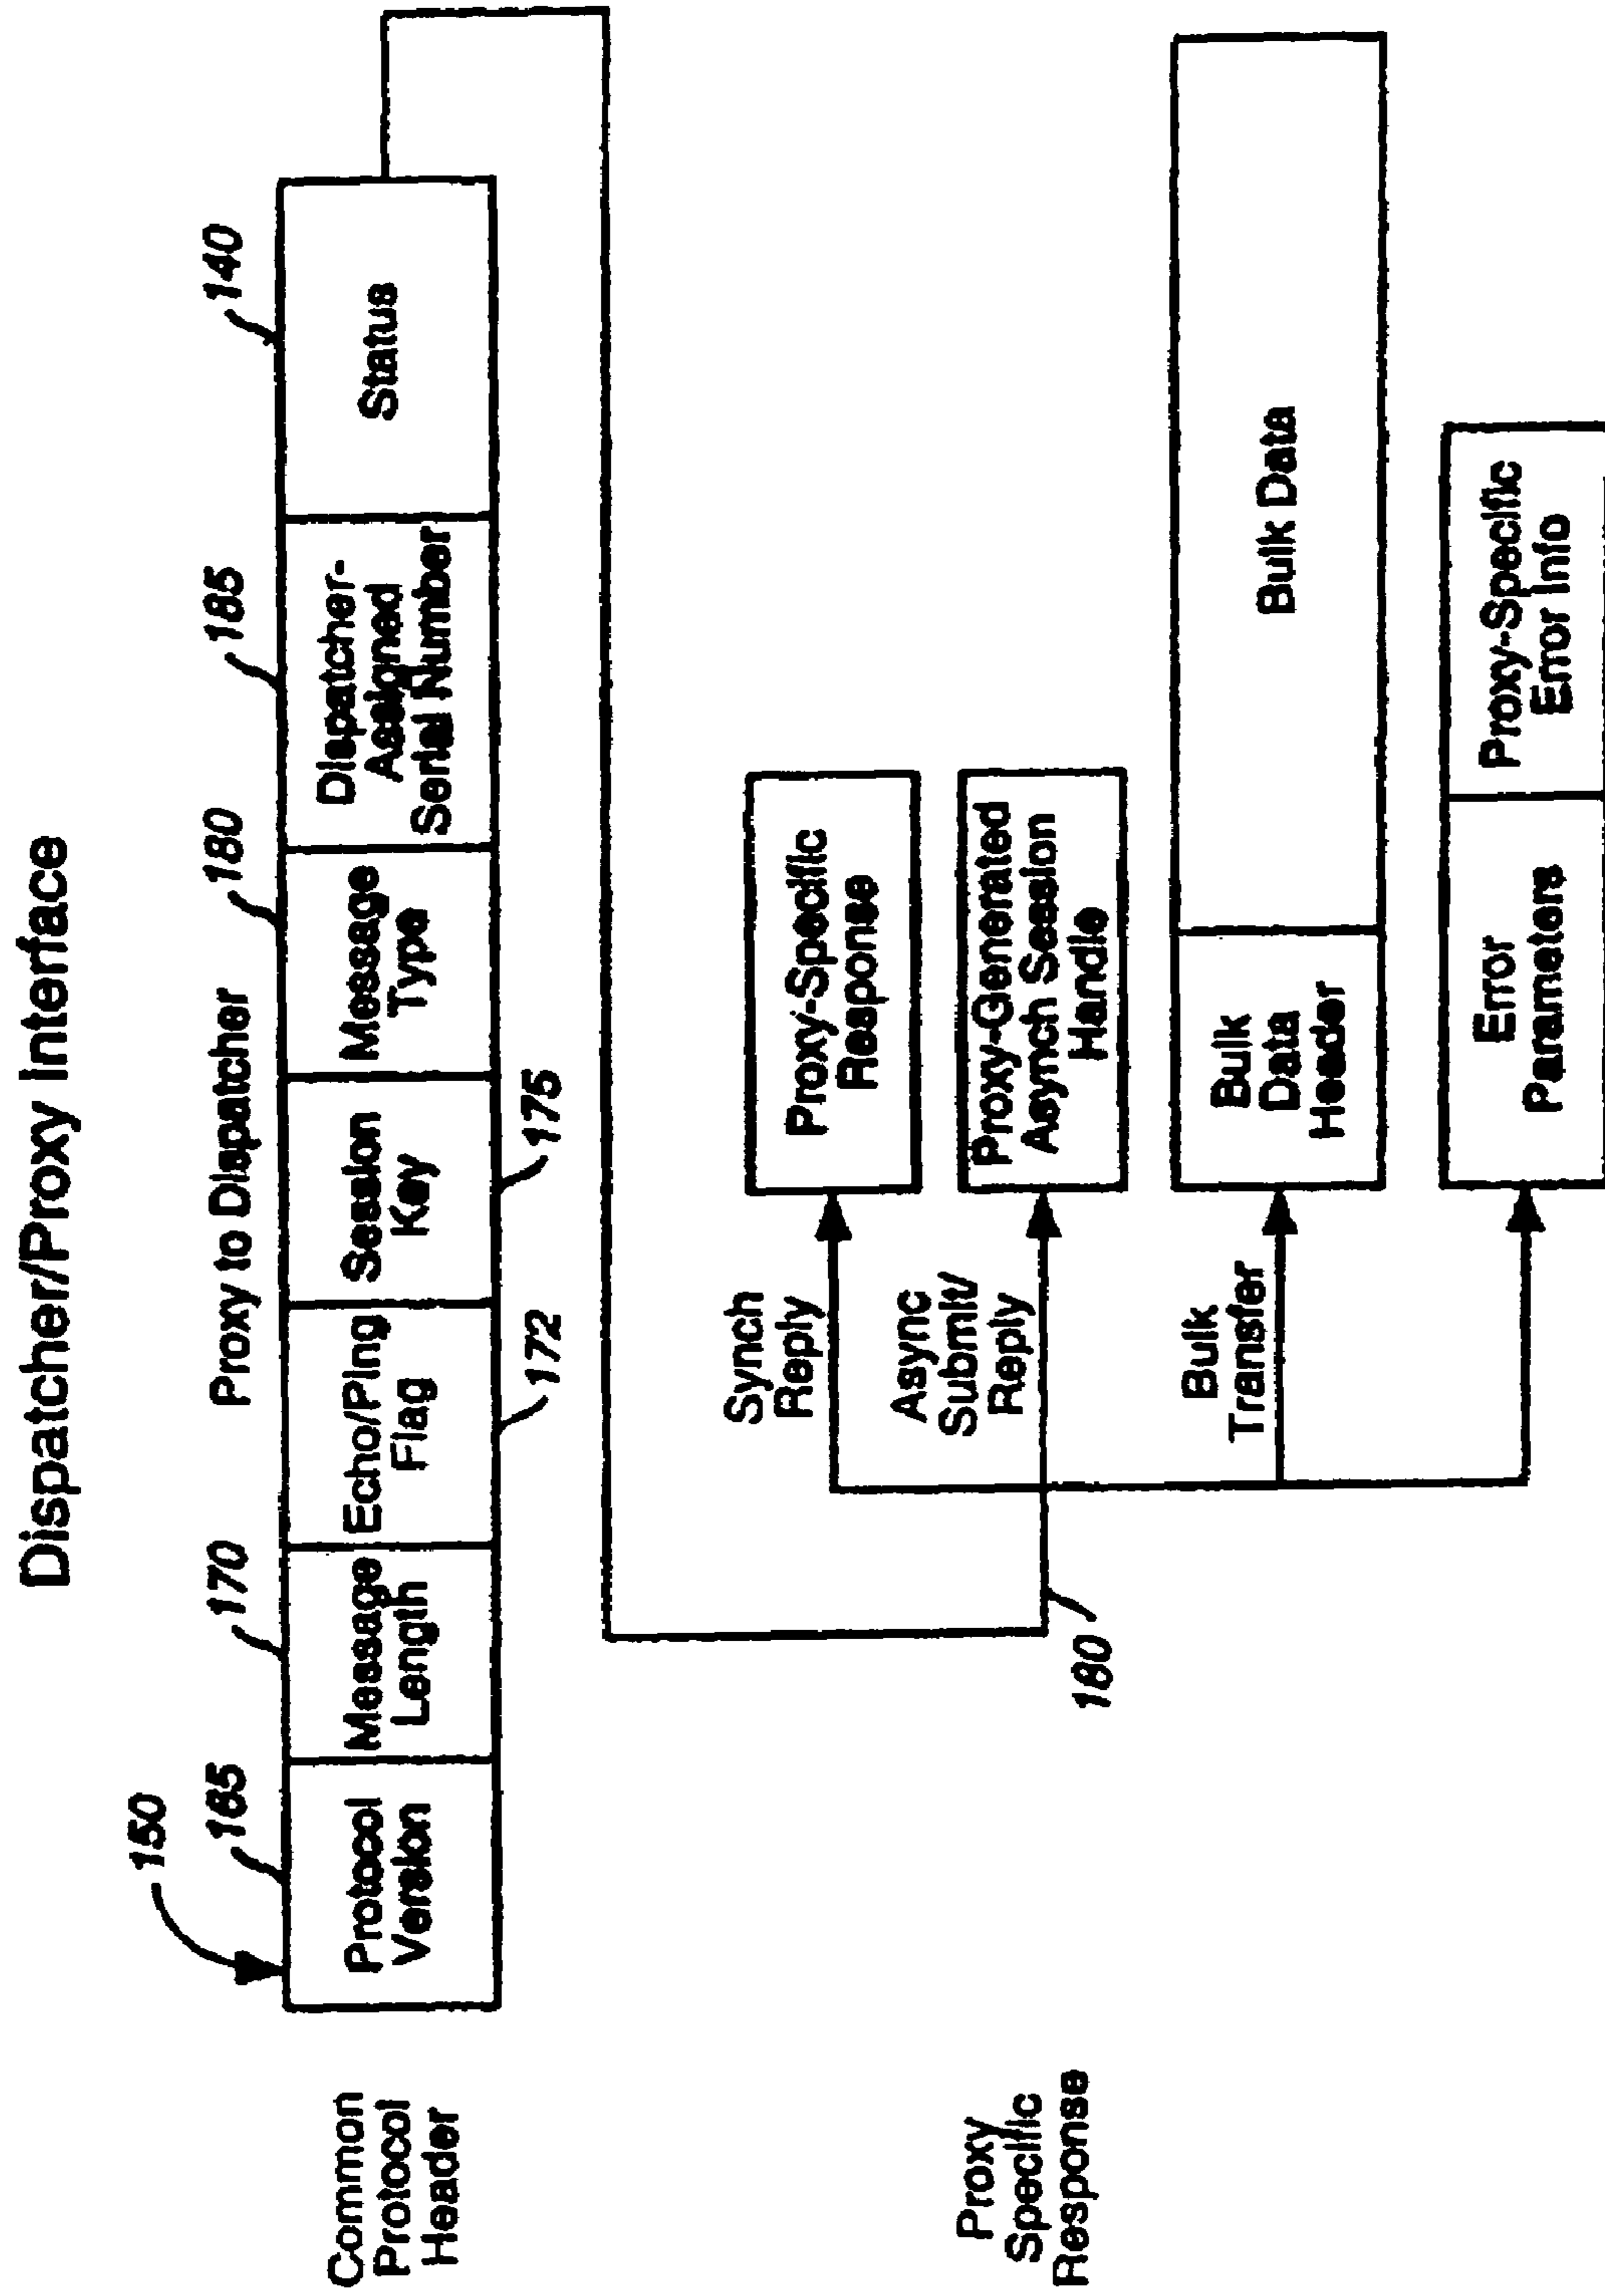 Dispatcher/Proxy Interface
Proxy to Dispatcher
150
165
170
180
185
140
Common
Protocol
Header
Protocol
Version
Message
Length
Echo/Ping
Flag
Session
Key
Message
Type
Dispatcher-
Assigned
Serial Number
Status
172
175
Proxy
Specific
Response
180
Synch
Reply
Proxy-Specific
Response
Async
Submit/
Reply
Proxy-Generated
Asynch Session
Handle
Bulk
Transfer
Bulk
Data
Header
Bulk Data
Error
Parameters
Proxy-Specific
Error Info